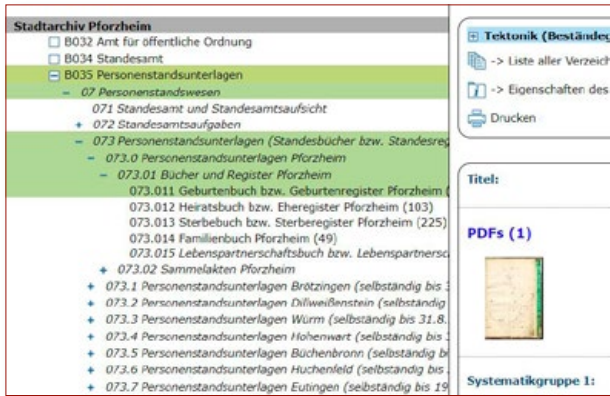 Stadtarchiv Pforzheim
B032 Amt für öffentliche Ordnung
B034 Standesamt
B035 Personenstandsunterlagen
07 Personenstandswesen
071 Standesamt und Standesamtsaufsicht
072 Standesamtsaufgaben
073 Personenstandsunterlagen (Standesbücher bzw. Standesreg
073.0 Personenstandsunterlagen Pforzheim
073.01 Bücher und Register Pforzheim
073.011 Geburtenbuch bzw. Geburtenregister Pforzheim (
073.012 Heiratsbuch bzw. Eheregister Pforzheim (103)
073.013 Sterbebuch bzw. Sterberegister Pforzheim (225)
073.014 Familienbuch Pforzheim (49)
073.015 Lebenspartnerschaftsbuch bzw. Lebenspartnersc
073.02 Sammelakten Pforzheim
073.1 Personenstandsunterlagen Brötzingen (selbständig bis
073.2 Personenstandsunterlagen Dillweißenstein (selbständig
073.3 Personenstandsunterlagen Würm (selbständig bis 31.8.
073.4 Personenstandsunterlagen Hohenwart (selbständig bis
073.5 Personenstandsunterlagen Büchenbronn (selbständig b
073.6 Personenstandsunterlagen Huchenfeld (selbständig bis
073.7 Personenstandsunterlagen Eutingen (selbständig bis 19
Tektonik (Beständeg
-> Liste aller Verzeich
-> Eigenschaften des
Drucken
Titel:
PDFs (1)
Systematikgruppe 1: